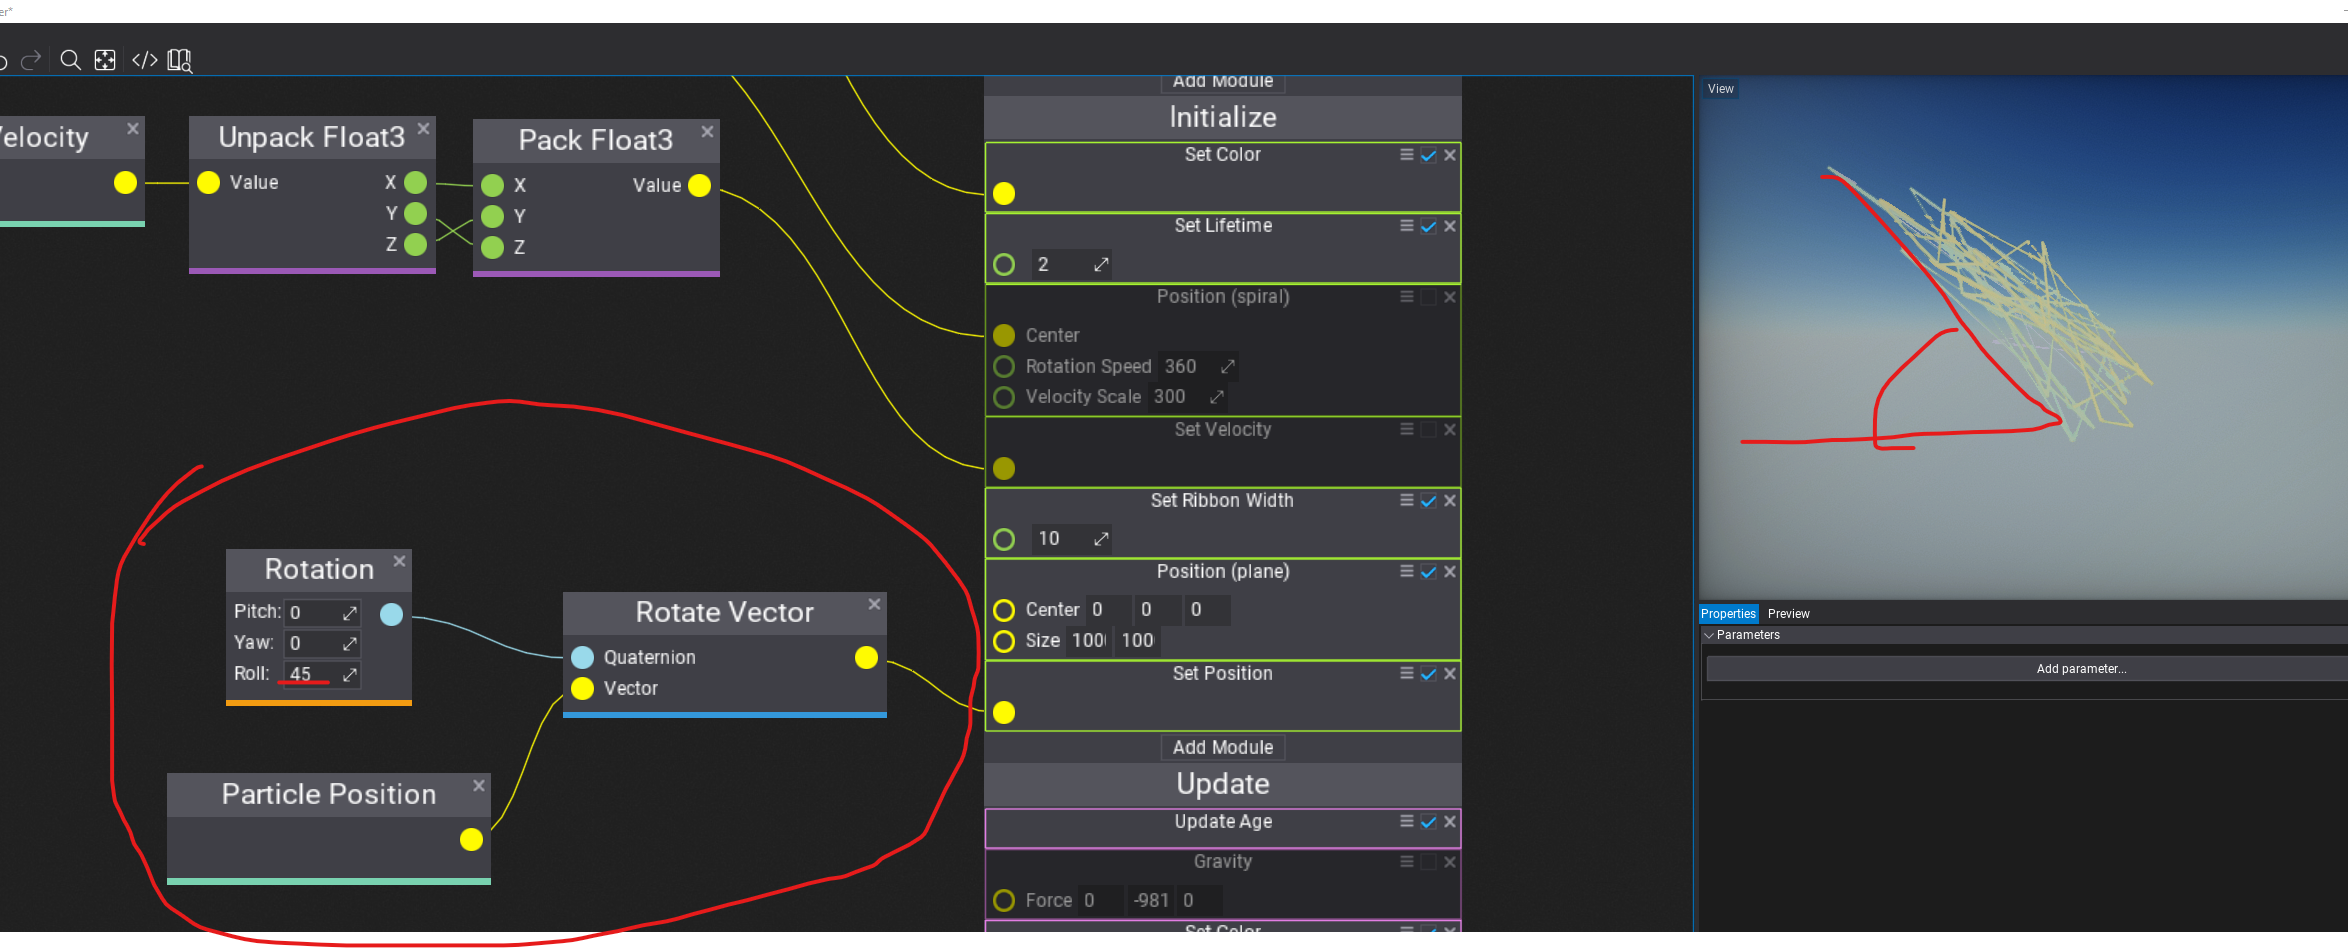 er*
View
Add Module
Initialize
Set Color
Set Lifetime
2
Position (spiral)
Center
Rotation Speed 360
Velocity Scale 300
Set Velocity
Set Ribbon Width
10
Position (plane)
Center 0 0 0
Size 100 100
Set Position
Add Module
Update
Update Age
Gravity
Force 0 -981 0
Set Color
elocity
Unpack Float3
Value X
Y
Z
Pack Float3
X Value
Y
Z
Rotation
Pitch: 0
Yaw: 0
Roll: 45
Rotate Vector
Quaternion
Vector
Particle Position
Properties Preview
Parameters
Add parameter...